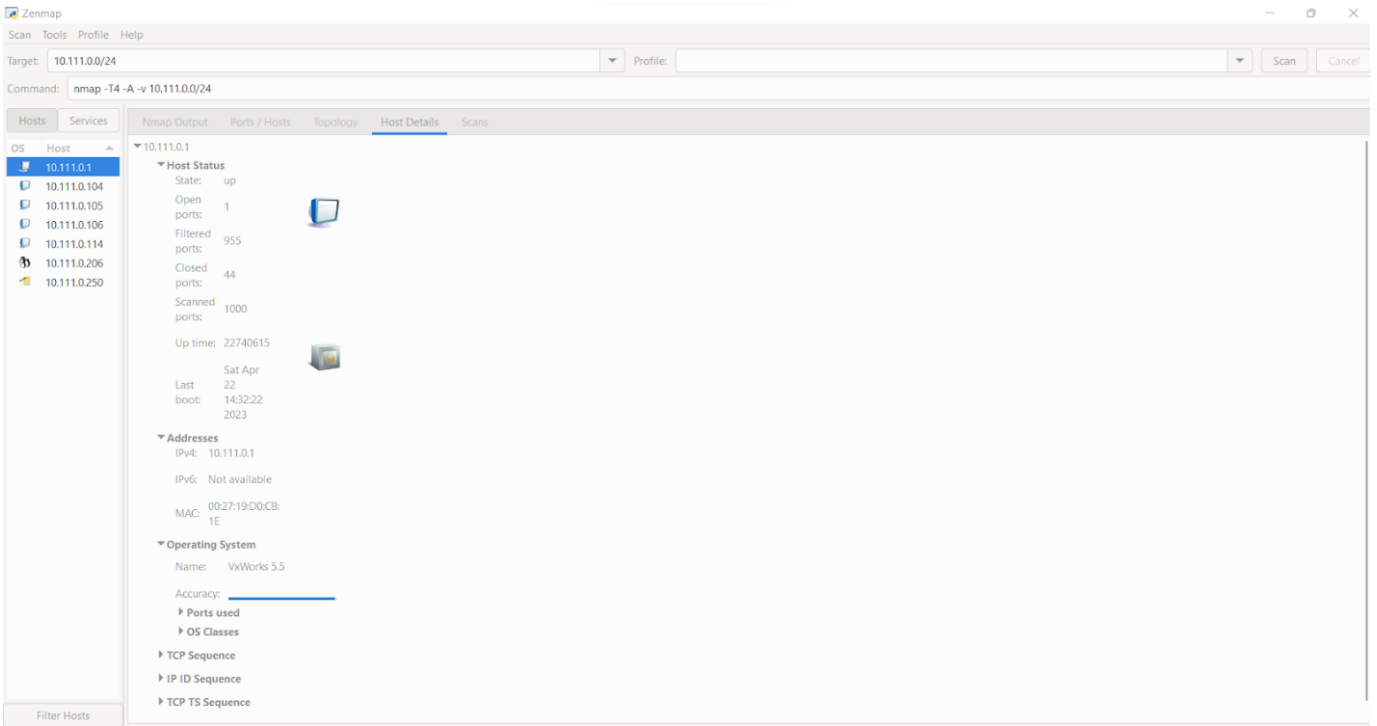 Zenmap
Scan Tools Profile Help
Target: 10.111.0.0/24 Profile: Scan Cancel
Command: nmap -T4 -A -v 10.111.0.0/24
Hosts Services
Nmap Output Ports / Hosts Topology Host Details Scans
OS Host
10.111.0.1
10.111.0.104
10.111.0.105
10.111.0.106
10.111.0.114
10.111.0.206
10.111.0.250
Filter Hosts
10.111.0.1
Host Status
State: up
Open
ports: 1
Filtered
ports: 955
Closed
ports: 44
Scanned
ports: 1000
Up time: 22740615
Last
boot: Sat Apr
22
14:32:22
2023
Addresses
IPv4: 10.111.0.1
IPv6: Not available
MAC: 00:27:19:D0:CB:
1E
Operating System
Name: VxWorks 5.5
Accuracy:
Ports used
OS Classes
TCP Sequence
IP ID Sequence
TCP TS Sequence